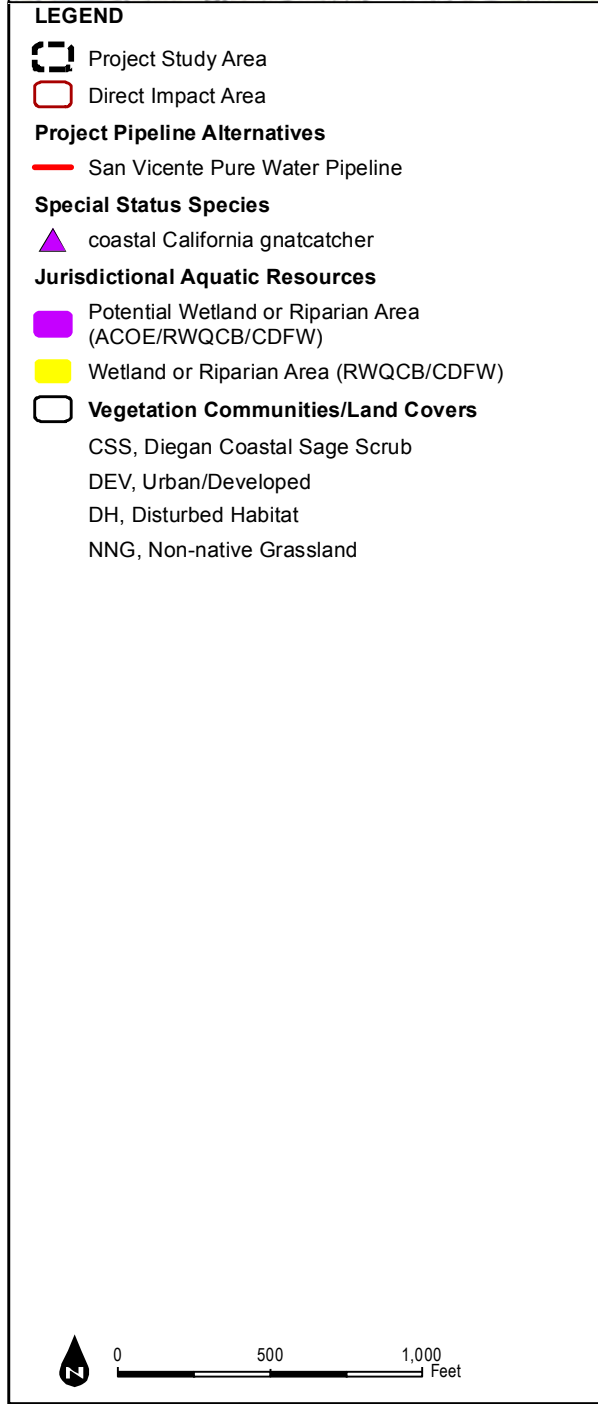 LEGEND
Project Study Area
Direct Impact Area
Project Pipeline Alternatives
San Vicente Pure Water Pipeline
Special Status Species
coastal California gnatcatcher
Jurisdictional Aquatic Resources
Potential Wetland or Riparian Area
(ACOE/RWQCB/CDFW)
Wetland or Riparian Area (RWQCB/CDFW)
Vegetation Communities/Land Covers
CSS, Diegan Coastal Sage Scrub
DEV, Urban/Developed
DH, Disturbed Habitat
NNG, Non-native Grassland
N
0 500 1,000
Feet